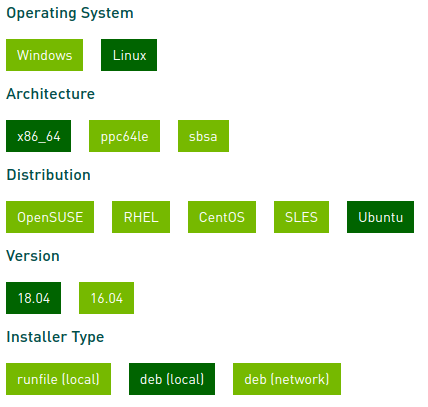 Operating System
Windows Linux
Architecture
x86_64 ppc64le sbsa
Distribution
OpenSUSE RHEL CentOS SLES Ubuntu
Version
18.04 16.04
Installer Type
runfile (local) deb (local) deb (network)